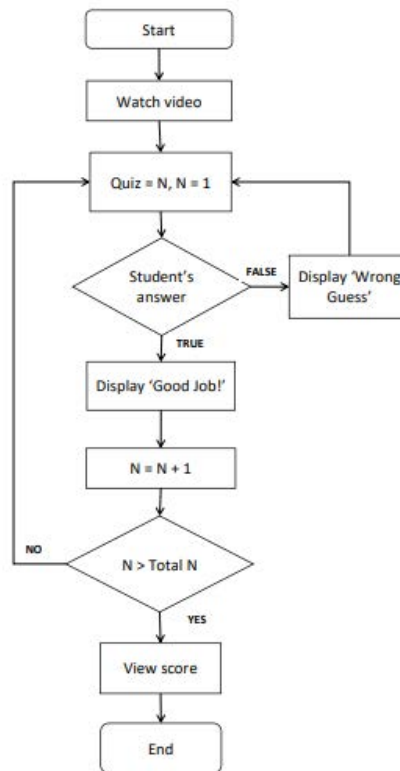 Start
Watch video
Quiz = N, N = 1
Student's
answer
FALSE
Display 'Wrong
Guess'
TRUE
Display 'Good Job!'
N = N + 1
NO
N > Total N
YES
View score
End